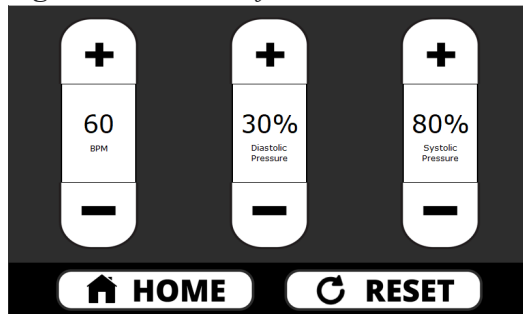 + + +
60 30% 80%
BPM Diastolic Systolic
Pressure Pressure
− − −
HOME RESET